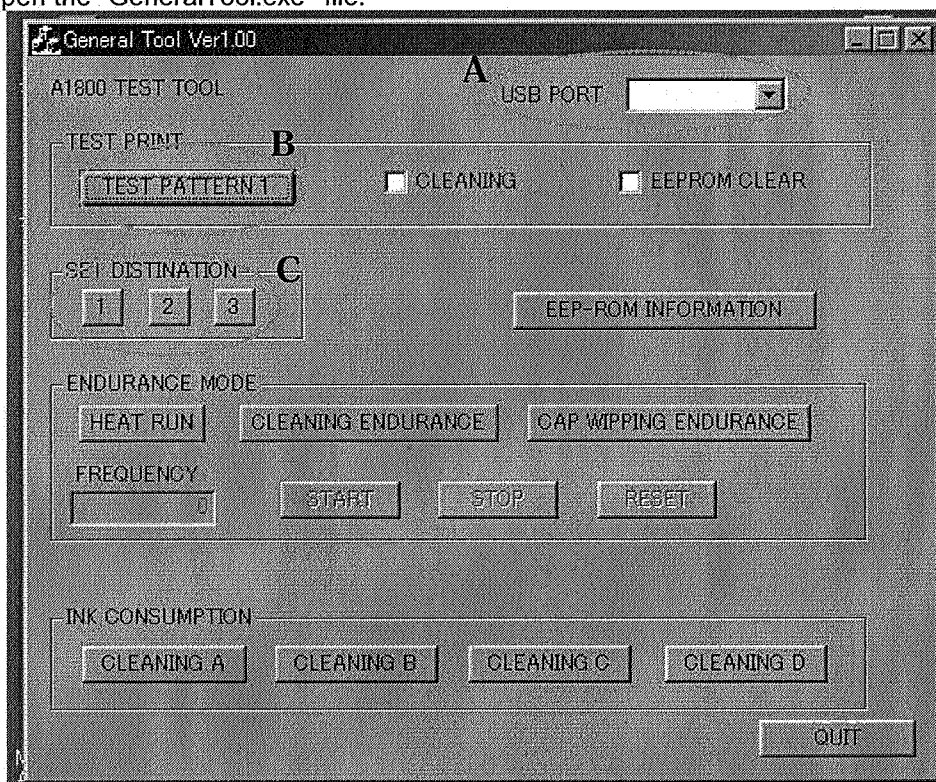 pen the "GeneralTool.exe" file.
General Tool Ver1.00
A
A1800 TEST TOOL
USB PORT
TEST PRINT
B
TEST PATTERN 1
CLEANING
EEPROM CLEAR
SET DISTINATION
C
1 2 3
EEP-ROM INFORMATION
ENDURANCE MODE
HEAT RUN
CLEANING ENDURANCE
CAP WIPPING ENDURANCE
FREQUENCY
0
START
STOP
RESET
INK CONSUMPTION
CLEANING A
CLEANING B
CLEANING C
CLEANING D
QUIT